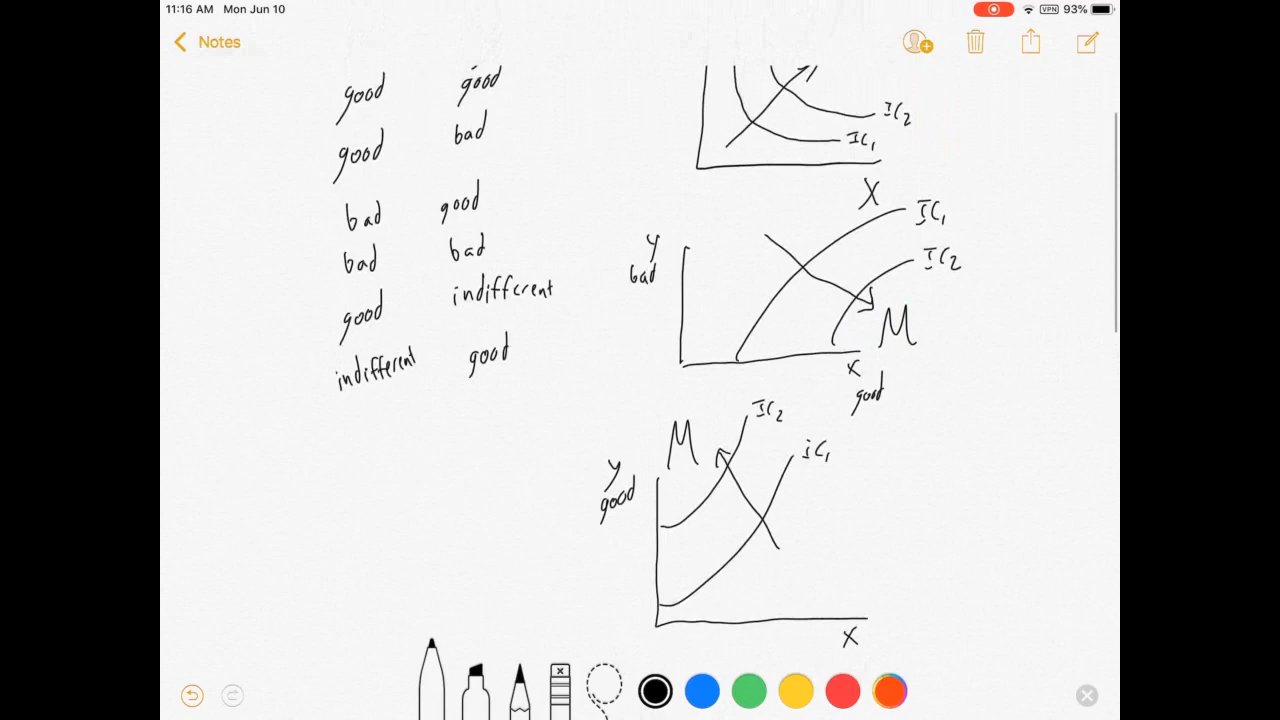 11:16 AM Mon Jun 10
VPN 93%
Notes
good good
good bad
bad good
bad bad
good indifferent
indifferent good
IC2
IC1
X
y
bad
IC1
IC2
M
X
good
M
IC2
IC1
y
good
X